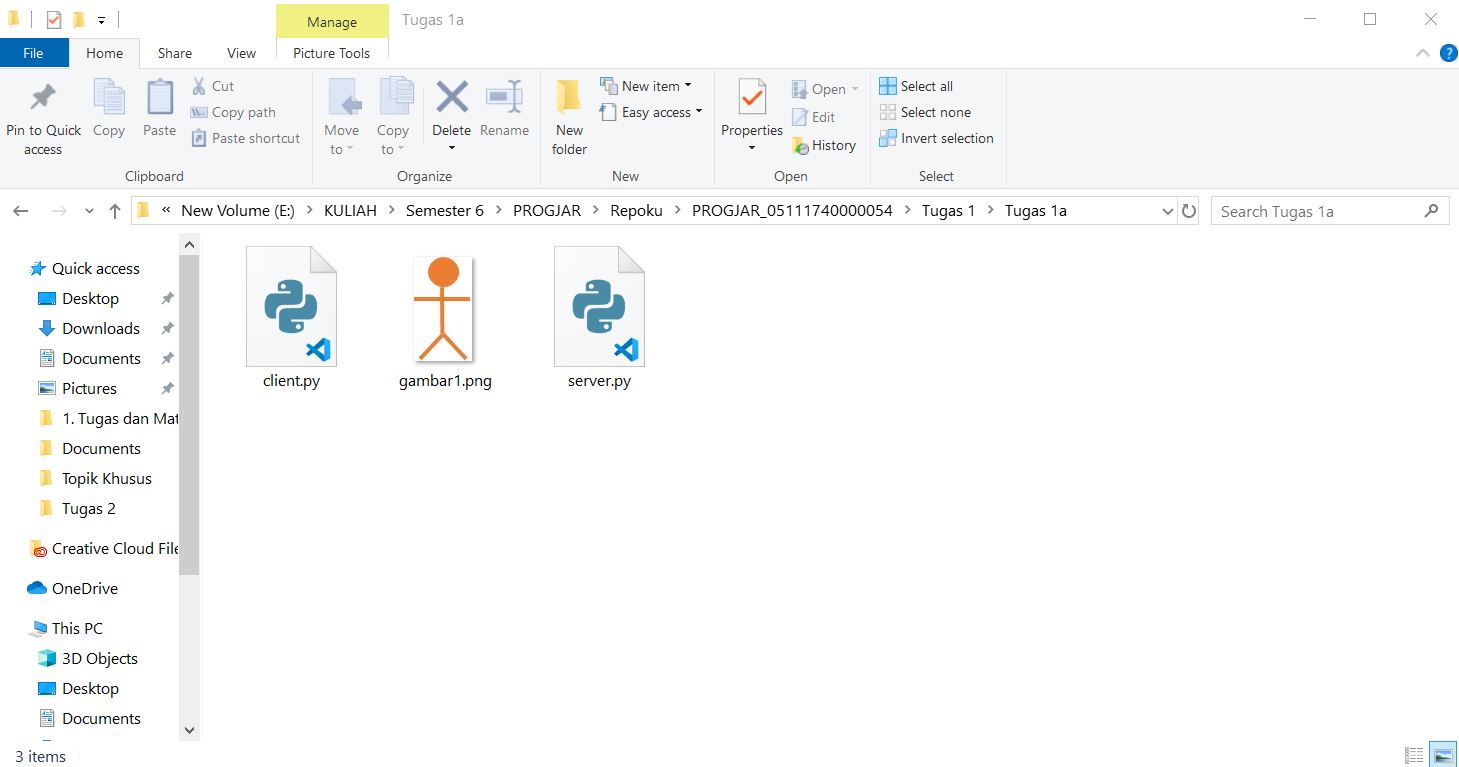 Manage
Tugas 1a
File
Home
Share
View
Picture Tools
Pin to Quick access
Copy
Paste
Cut
Copy path
Paste shortcut
Clipboard
Move to
Copy to
Delete
Rename
Organize
New folder
New item
Easy access
New
Properties
Open
Edit
History
Open
Select all
Select none
Invert selection
Select
« New Volume (E:) > KULIAH > Semester 6 > PROGJAR > Repoku > PROGJAR_05111740000054 > Tugas 1 > Tugas 1a
Search Tugas 1a
Quick access
Desktop
Downloads
Documents
Pictures
1. Tugas dan Mat
Documents
Topik Khusus
Tugas 2
Creative Cloud File
OneDrive
This PC
3D Objects
Desktop
Documents
client.py
gambar1.png
server.py
3 items